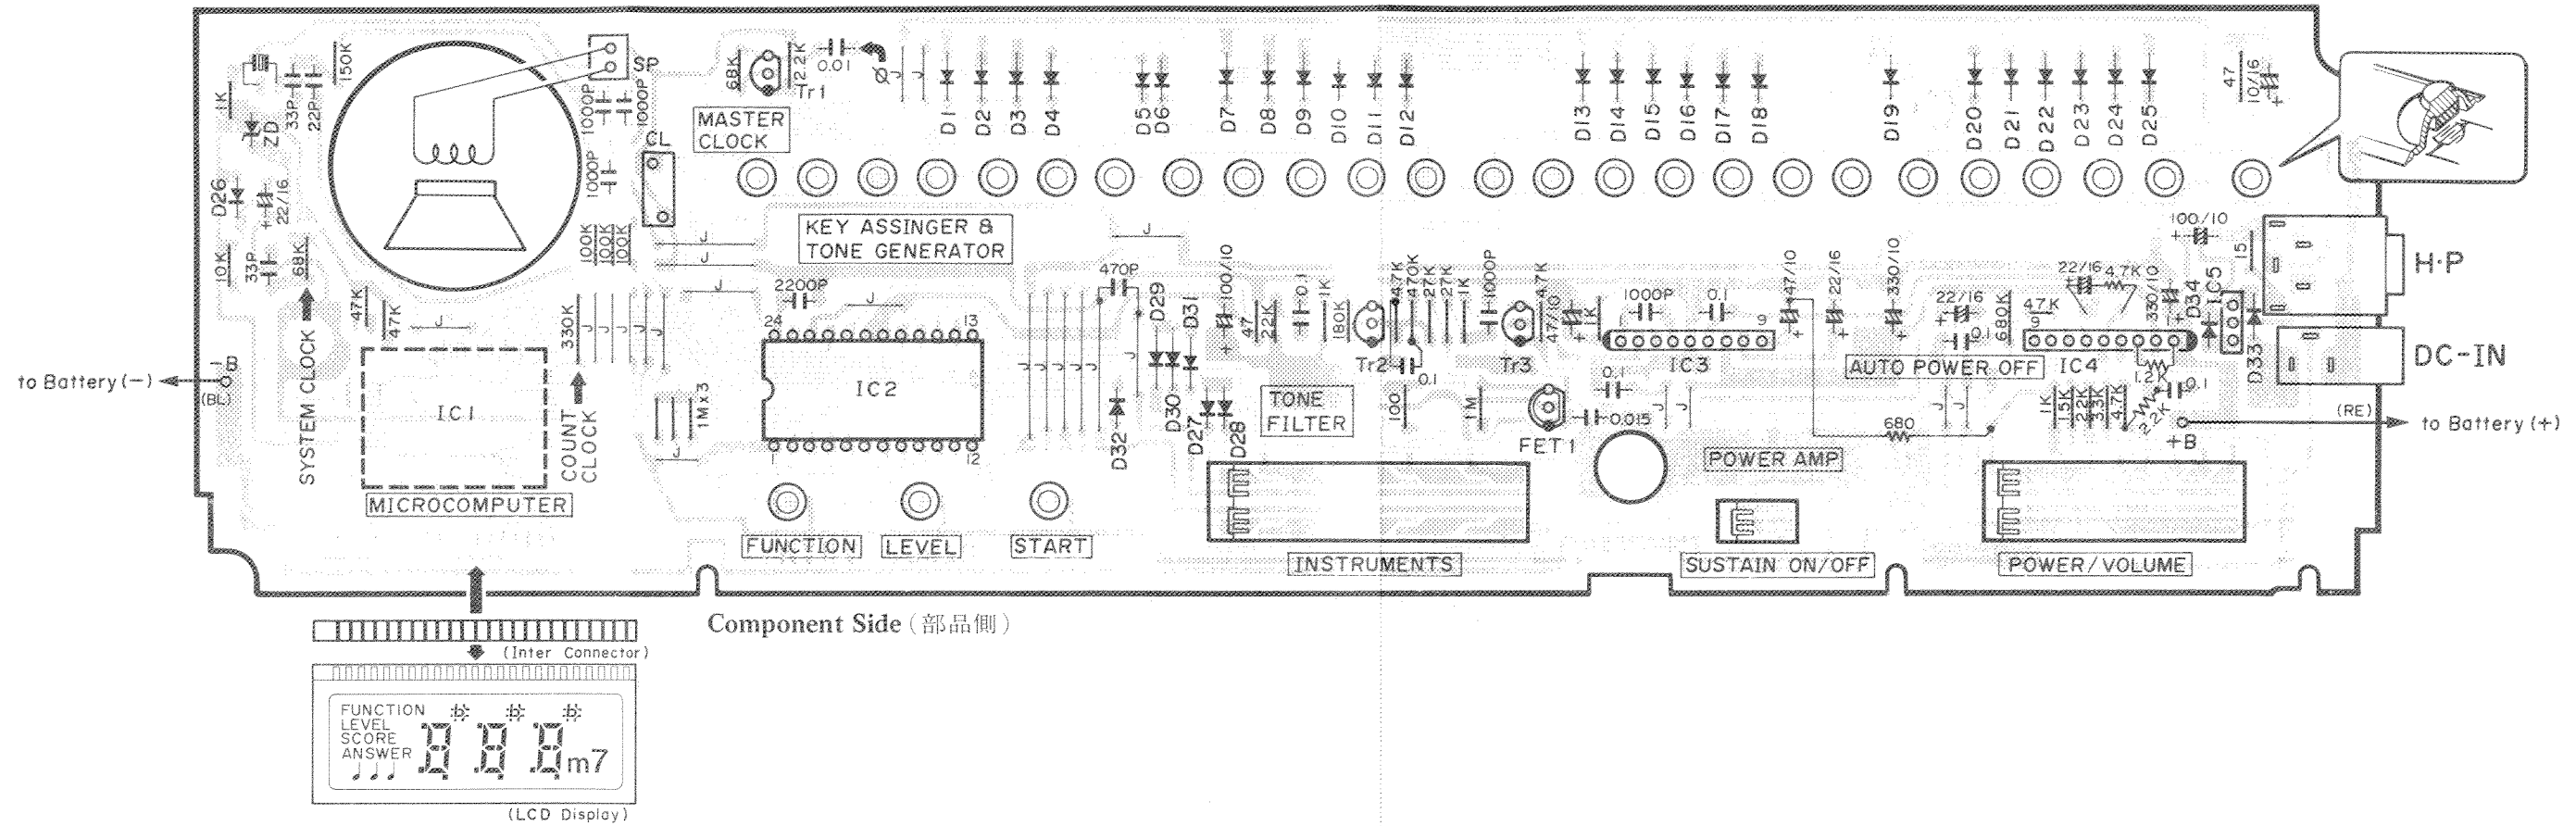 150K
SP
68K
Tr1
2.2K
0.01
Ø
J
J
D1
D2
D3
D4
D5
D6
D7
D8
D9
D10
D11
D12
D13
D14
D15
D16
D17
D18
D19
D20
D21
D22
D23
D24
D25
47
10/16
1K
ZD
33P
22P
1000P
1000P
MASTER
CLOCK
CL
1000P
D26
22/16
10K
33P
68K
100K
100K
100K
J
J
J
KEY ASSINGER &
TONE GENERATOR
J
100/10
15
H·P
47K
47K
J
330K
J
J
J
J
J
2200P
J
24
13
IC2
1
12
470P
J
J
J
J
J
J
D29
D30
D31
D32
D27
D28
100/10
47
22K
0.1
1K
180K
Tr2
47K
470K
27K
27K
1K
1000P
0.1
Tr3
4.7K
47/10
1K
1000P
0.1
1
9
IC3
47/10
22/16
330/10
22/16
0.1
680K
47K
22/16
4.7K
330/10
D34
IC5
D33
DC-IN
9
IC4
AUTO POWER OFF
1.2K
0.1
-B
(BL)
to Battery (−)
SYSTEM CLOCK
IC1
COUNT
CLOCK
1M×3
J
TONE
FILTER
100
1M
FET1
0.1
0.015
J
J
680
J
J
1K
1.5K
2.2K
3.3K
4.7K
2.2K
+B
(RE)
to Battery (+)
POWER AMP
MICROCOMPUTER
FUNCTION
LEVEL
START
INSTRUMENTS
SUSTAIN ON/OFF
POWER/VOLUME
Component Side (部品側)
(Inter Connector)
FUNCTION
LEVEL
SCORE
ANSWER
m7
(LCD Display)